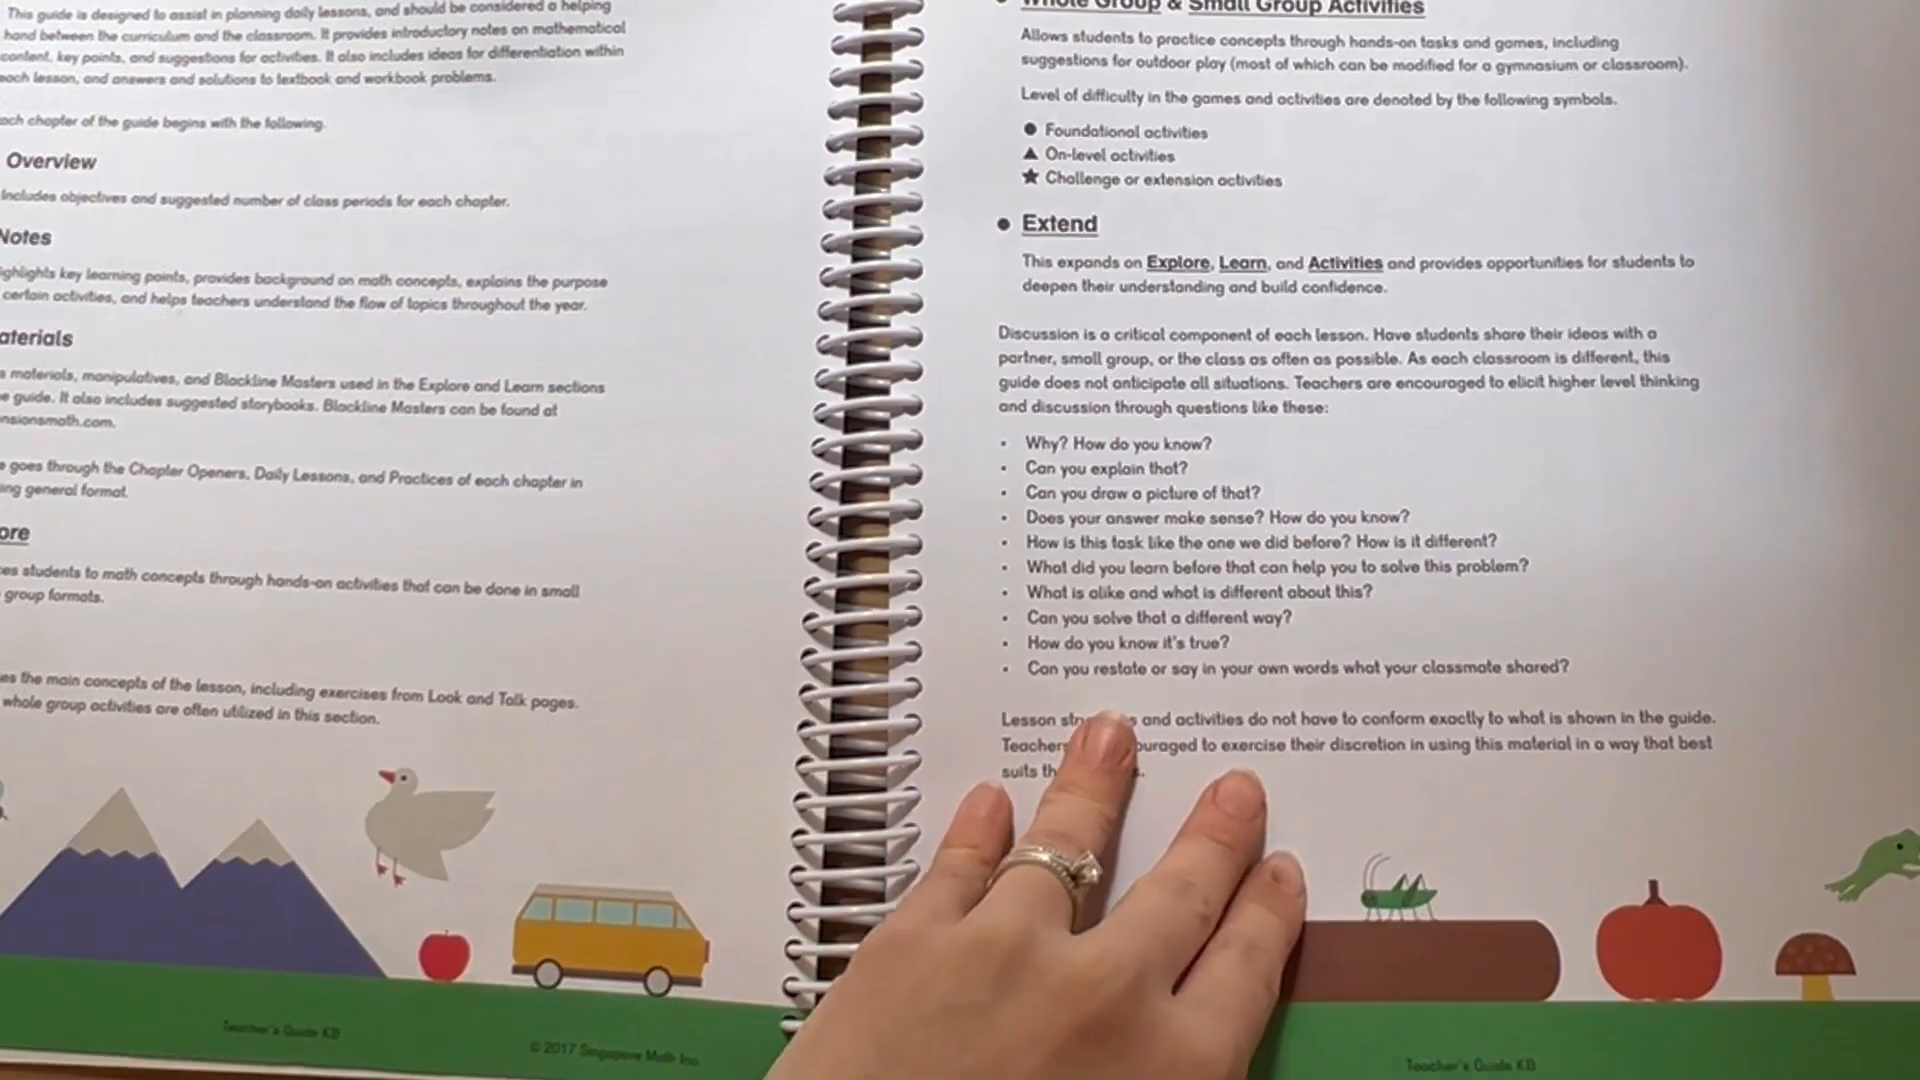 This guide is designed to assist in planning daily lessons, and should be considered a helping
hand between the curriculum and the classroom. It provides introductory notes on mathematical
content, key points, and suggestions for activities. It also includes ideas for differentiation within
each lesson, and answers and solutions to textbook and workbook problems.
chapter of the guide begins with the following.
Overview
Includes objectives and suggested number of class periods for each chapter.
Notes
key learning points, provides background on math concepts, explains the purpose
certain activities, and helps teachers understand the flow of topics throughout the year.
materials, manipulatives, and Blackline Masters used in the Explore and Learn sections
guide. It also includes suggested storybooks. Blackline Masters can be found at
goes through the Chapter Openers, Daily Lessons, and Practices of each chapter in
general format.
students to math concepts through hands-on activities that can be done in small
group formats.
the main concepts of the lesson, including exercises from Look and Talk pages.
whole group activities are often utilized in this section.
Teacher's Guide KB
© 2017 Singapore Math Inc.
Whole Group & Small Group Activities
Allows students to practice concepts through hands-on tasks and games, including
suggestions for outdoor play (most of which can be modified for a gymnasium or classroom).
Level of difficulty in the games and activities are denoted by the following symbols.
● Foundational activities
▲ On-level activities
★ Challenge or extension activities
● Extend
This expands on Explore, Learn, and Activities and provides opportunities for students to
deepen their understanding and build confidence.
Discussion is a critical component of each lesson. Have students share their ideas with a
partner, small group, or the class as often as possible. As each classroom is different, this
guide does not anticipate all situations. Teachers are encouraged to elicit higher level thinking
and discussion through questions like these:
• Why? How do you know?
• Can you explain that?
• Can you draw a picture of that?
• Does your answer make sense? How do you know?
• How is this task like the one we did before? How is it different?
• What did you learn before that can help you to solve this problem?
• What is alike and what is different about this?
• Can you solve that a different way?
• How do you know it's true?
• Can you restate or say in your own words what your classmate shared?
Lesson and activities do not have to conform exactly to what is shown in the guide.
to exercise their discretion in using this material in a way that best
suits
Teacher's Guide KB